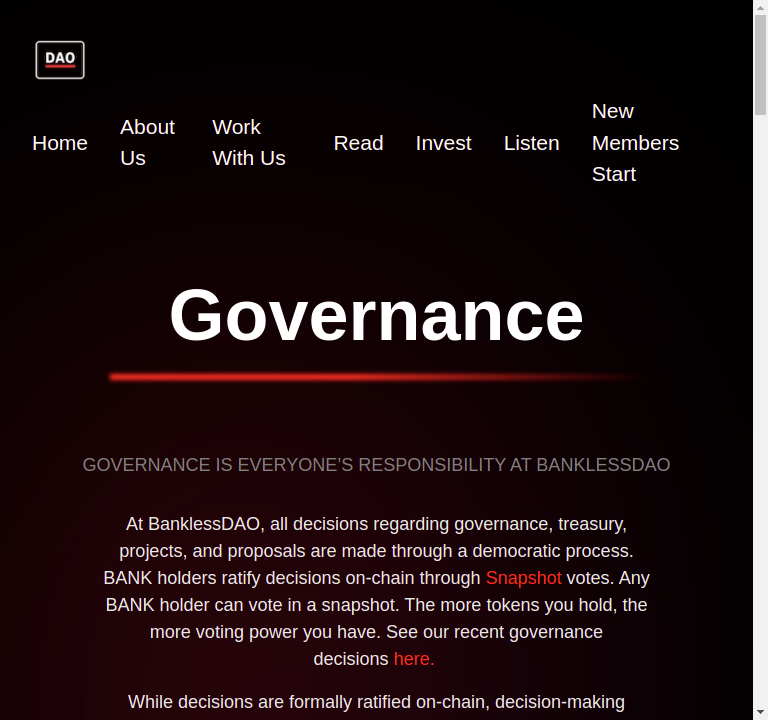 DAO
Home
About Us
Work With Us
Read
Invest
Listen
New Members Start
Governance
GOVERNANCE IS EVERYONE’S RESPONSIBILITY AT BANKLESSDAO
At BanklessDAO, all decisions regarding governance, treasury,
projects, and proposals are made through a democratic process.
BANK holders ratify decisions on-chain through Snapshot votes. Any
BANK holder can vote in a snapshot. The more tokens you hold, the
more voting power you have. See our recent governance
decisions here.
While decisions are formally ratified on-chain, decision-making